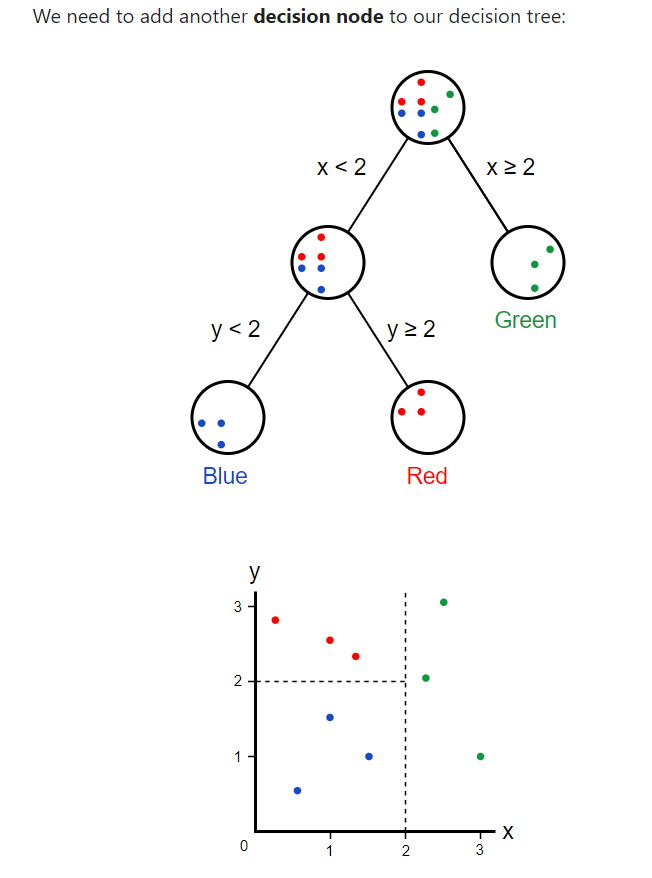 We need to add another decision node to our decision tree:
x < 2
x ≥ 2
y < 2
y ≥ 2
Green
Blue
Red
y
3
2
1
0
1
2
3
x